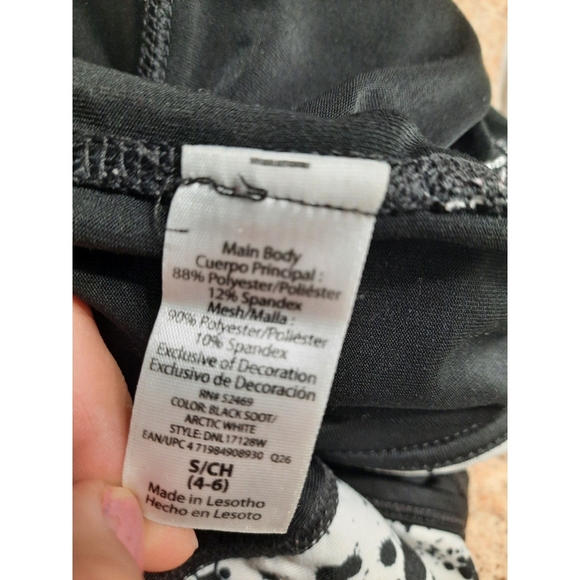 Main Body
Cuerpo Principal :
88% Polyester/Poliéster
12% Spandex
Mesh/Malla :
90% Polyester/Poliéster
10% Spandex
Exclusive of Decoration
Exclusivo de Decoración
RN# 52469
COLOR: BLACK SOOT/
ARCTIC WHITE
STYLE: DNL17128W
EAN/UPC 4 71984908930 Q26
S/CH
(4-6)
Made in Lesotho
Hecho en Lesoto